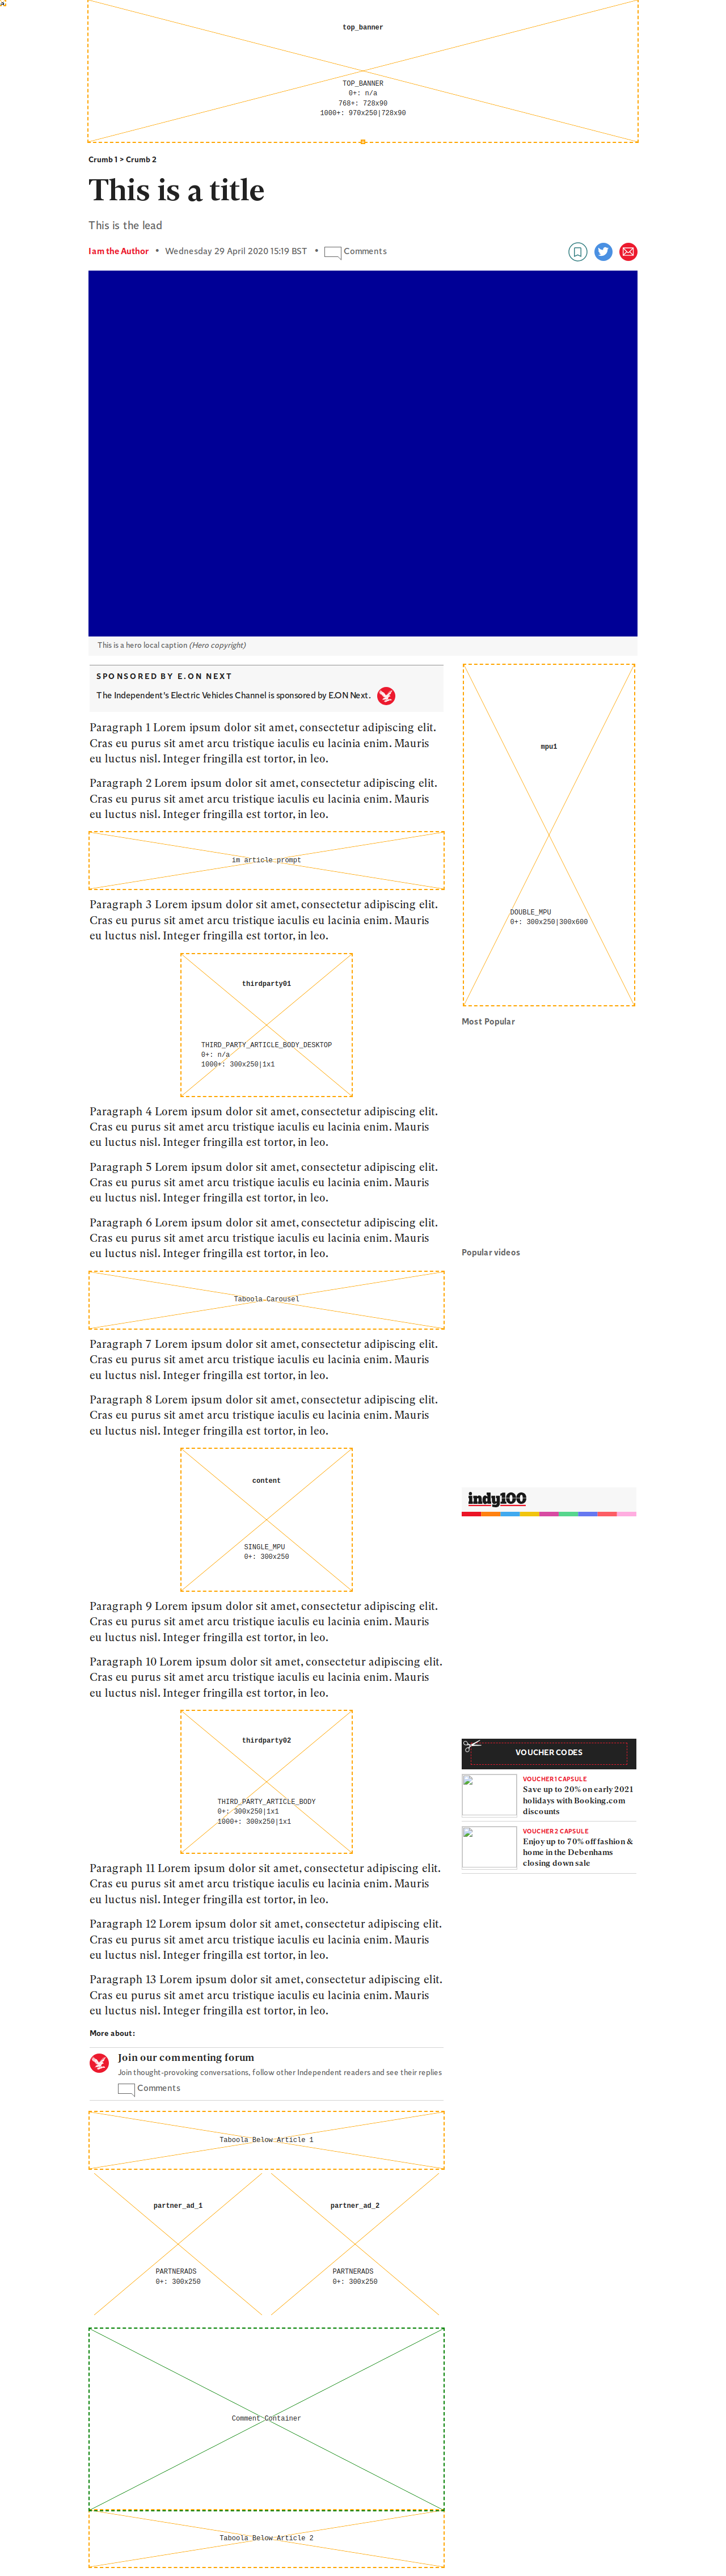 top_banner
TOP_BANNER
0+: n/a
768+: 728x90
1000+: 970x250|728x90
Crumb 1 > Crumb 2
This is a title
This is the lead
I am the Author • Wednesday 29 April 2020 15:19 BST • Comments
This is a hero local caption (Hero copyright)
SPONSORED BY E.ON NEXT
The Independent's Electric Vehicles Channel is sponsored by E.ON Next.
Paragraph 1 Lorem ipsum dolor sit amet, consectetur adipiscing elit.
Cras eu purus sit amet arcu tristique iaculis eu lacinia enim. Mauris
eu luctus nisl. Integer fringilla est tortor, in leo.
Paragraph 2 Lorem ipsum dolor sit amet, consectetur adipiscing elit.
Cras eu purus sit amet arcu tristique iaculis eu lacinia enim. Mauris
eu luctus nisl. Integer fringilla est tortor, in leo.
im article prompt
Paragraph 3 Lorem ipsum dolor sit amet, consectetur adipiscing elit.
Cras eu purus sit amet arcu tristique iaculis eu lacinia enim. Mauris
eu luctus nisl. Integer fringilla est tortor, in leo.
thirdparty01
THIRD_PARTY_ARTICLE_BODY_DESKTOP
0+: n/a
1000+: 300x250|1x1
Paragraph 4 Lorem ipsum dolor sit amet, consectetur adipiscing elit.
Cras eu purus sit amet arcu tristique iaculis eu lacinia enim. Mauris
eu luctus nisl. Integer fringilla est tortor, in leo.
Paragraph 5 Lorem ipsum dolor sit amet, consectetur adipiscing elit.
Cras eu purus sit amet arcu tristique iaculis eu lacinia enim. Mauris
eu luctus nisl. Integer fringilla est tortor, in leo.
Paragraph 6 Lorem ipsum dolor sit amet, consectetur adipiscing elit.
Cras eu purus sit amet arcu tristique iaculis eu lacinia enim. Mauris
eu luctus nisl. Integer fringilla est tortor, in leo.
Taboola Carousel
Paragraph 7 Lorem ipsum dolor sit amet, consectetur adipiscing elit.
Cras eu purus sit amet arcu tristique iaculis eu lacinia enim. Mauris
eu luctus nisl. Integer fringilla est tortor, in leo.
Paragraph 8 Lorem ipsum dolor sit amet, consectetur adipiscing elit.
Cras eu purus sit amet arcu tristique iaculis eu lacinia enim. Mauris
eu luctus nisl. Integer fringilla est tortor, in leo.
content
SINGLE_MPU
0+: 300x250
Paragraph 9 Lorem ipsum dolor sit amet, consectetur adipiscing elit.
Cras eu purus sit amet arcu tristique iaculis eu lacinia enim. Mauris
eu luctus nisl. Integer fringilla est tortor, in leo.
Paragraph 10 Lorem ipsum dolor sit amet, consectetur adipiscing elit.
Cras eu purus sit amet arcu tristique iaculis eu lacinia enim. Mauris
eu luctus nisl. Integer fringilla est tortor, in leo.
thirdparty02
THIRD_PARTY_ARTICLE_BODY
0+: 300x250|1x1
1000+: 300x250|1x1
Paragraph 11 Lorem ipsum dolor sit amet, consectetur adipiscing elit.
Cras eu purus sit amet arcu tristique iaculis eu lacinia enim. Mauris
eu luctus nisl. Integer fringilla est tortor, in leo.
Paragraph 12 Lorem ipsum dolor sit amet, consectetur adipiscing elit.
Cras eu purus sit amet arcu tristique iaculis eu lacinia enim. Mauris
eu luctus nisl. Integer fringilla est tortor, in leo.
Paragraph 13 Lorem ipsum dolor sit amet, consectetur adipiscing elit.
Cras eu purus sit amet arcu tristique iaculis eu lacinia enim. Mauris
eu luctus nisl. Integer fringilla est tortor, in leo.
More about:
Join our commenting forum
Join thought-provoking conversations, follow other Independent readers and see their replies
Comments
Taboola Below Article 1
partner_ad_1
PARTNERADS
0+: 300x250
partner_ad_2
PARTNERADS
0+: 300x250
Comment Container
Taboola Below Article 2
mpu1
DOUBLE_MPU
0+: 300x250|300x600
Most Popular
Popular videos
indy100
VOUCHER CODES
VOUCHER 1 CAPSULE
Save up to 20% on early 2021
holidays with Booking.com
discounts
VOUCHER 2 CAPSULE
Enjoy up to 70% off fashion &
home in the Debenhams
closing down sale